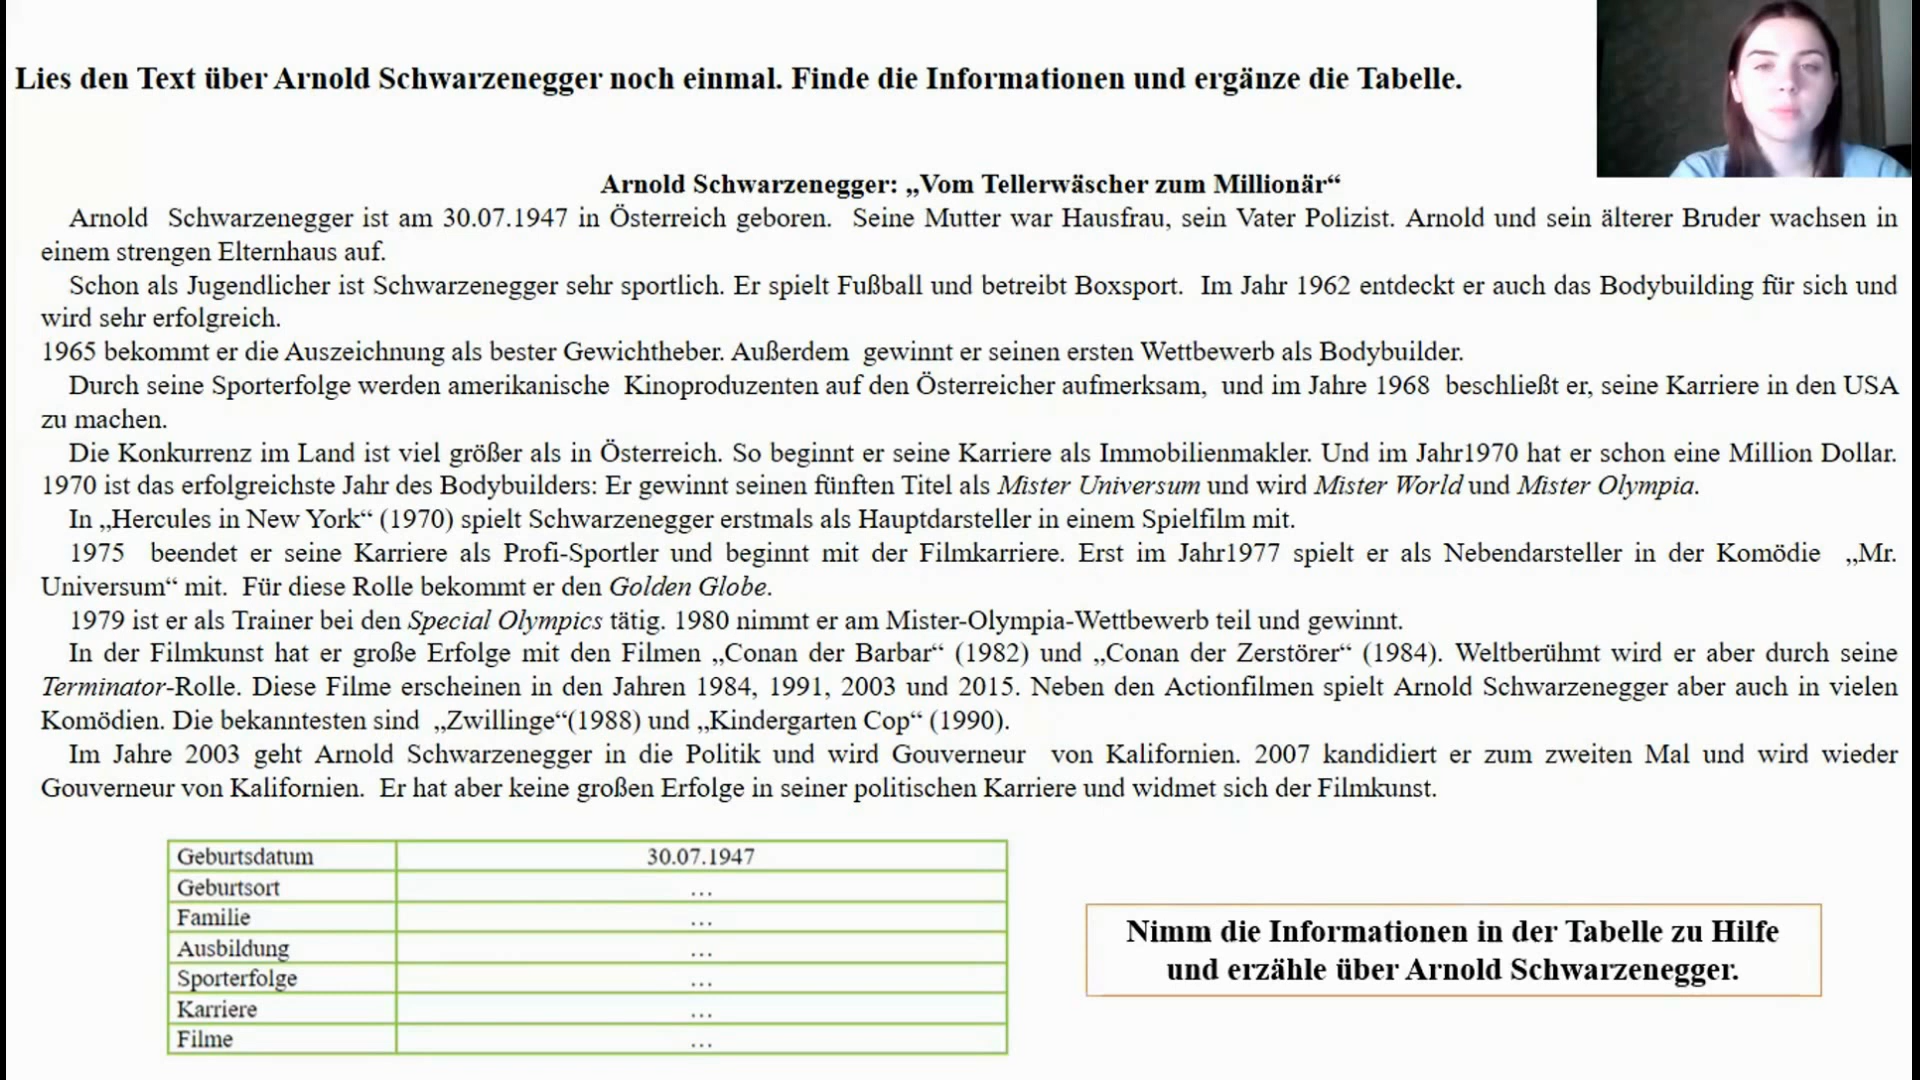 Lies den Text über Arnold Schwarzenegger noch einmal. Finde die Informationen und ergänze die Tabelle.
Arnold Schwarzenegger: „Vom Tellerwäscher zum Millionär“
Arnold Schwarzenegger ist am 30.07.1947 in Österreich geboren. Seine Mutter war Hausfrau, sein Vater Polizist. Arnold und sein älterer Bruder wachsen in
einem strengen Elternhaus auf.
Schon als Jugendlicher ist Schwarzenegger sehr sportlich. Er spielt Fußball und betreibt Boxsport. Im Jahr 1962 entdeckt er auch das Bodybuilding für sich und
wird sehr erfolgreich.
1965 bekommt er die Auszeichnung als bester Gewichtheber. Außerdem gewinnt er seinen ersten Wettbewerb als Bodybuilder.
Durch seine Sporterfolge werden amerikanische Kinoproduzenten auf den Österreicher aufmerksam, und im Jahre 1968 beschließt er, seine Karriere in den USA
zu machen.
Die Konkurrenz im Land ist viel größer als in Österreich. So beginnt er seine Karriere als Immobilienmakler. Und im Jahr1970 hat er schon eine Million Dollar.
1970 ist das erfolgreichste Jahr des Bodybuilders: Er gewinnt seinen fünften Titel als Mister Universum und wird Mister World und Mister Olympia.
In „Hercules in New York“ (1970) spielt Schwarzenegger erstmals als Hauptdarsteller in einem Spielfilm mit.
1975 beendet er seine Karriere als Profi-Sportler und beginnt mit der Filmkarriere. Erst im Jahr1977 spielt er als Nebendarsteller in der Komödie „Mr.
Universum“ mit. Für diese Rolle bekommt er den Golden Globe.
1979 ist er als Trainer bei den Special Olympics tätig. 1980 nimmt er am Mister-Olympia-Wettbewerb teil und gewinnt.
In der Filmkunst hat er große Erfolge mit den Filmen „Conan der Barbar“ (1982) und „Conan der Zerstörer“ (1984). Weltberühmt wird er aber durch seine
Terminator-Rolle. Diese Filme erscheinen in den Jahren 1984, 1991, 2003 und 2015. Neben den Actionfilmen spielt Arnold Schwarzenegger aber auch in vielen
Komödien. Die bekanntesten sind „Zwillinge“(1988) und „Kindergarten Cop“ (1990).
Im Jahre 2003 geht Arnold Schwarzenegger in die Politik und wird Gouverneur von Kalifornien. 2007 kandidiert er zum zweiten Mal und wird wieder
Gouverneur von Kalifornien. Er hat aber keine großen Erfolge in seiner politischen Karriere und widmet sich der Filmkunst.
Geburtsdatum 30.07.1947
Geburtsort …
Familie …
Ausbildung …
Sporterfolge …
Karriere …
Filme …
Nimm die Informationen in der Tabelle zu Hilfe
und erzähle über Arnold Schwarzenegger.